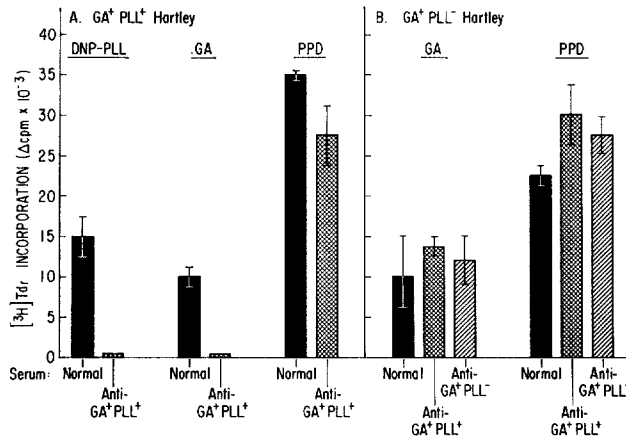 A. GA⁺ PLL⁺ Hartley
B. GA⁺ PLL⁻ Hartley
DNP-PLL
GA
PPD
GA
PPD
40
35
30
25
20
15
10
5
0
[³H]Tdr INCORPORATION (Δcpm x 10⁻³)
Serum: Normal Normal Normal Normal Anti- Normal Anti-
GA⁺PLL⁻ GA⁺PLL⁻
Anti- Anti- Anti- Anti- Anti-
GA⁺PLL⁺ GA⁺PLL⁺ GA⁺PLL⁺ GA⁺PLL⁺ GA⁺PLL⁺